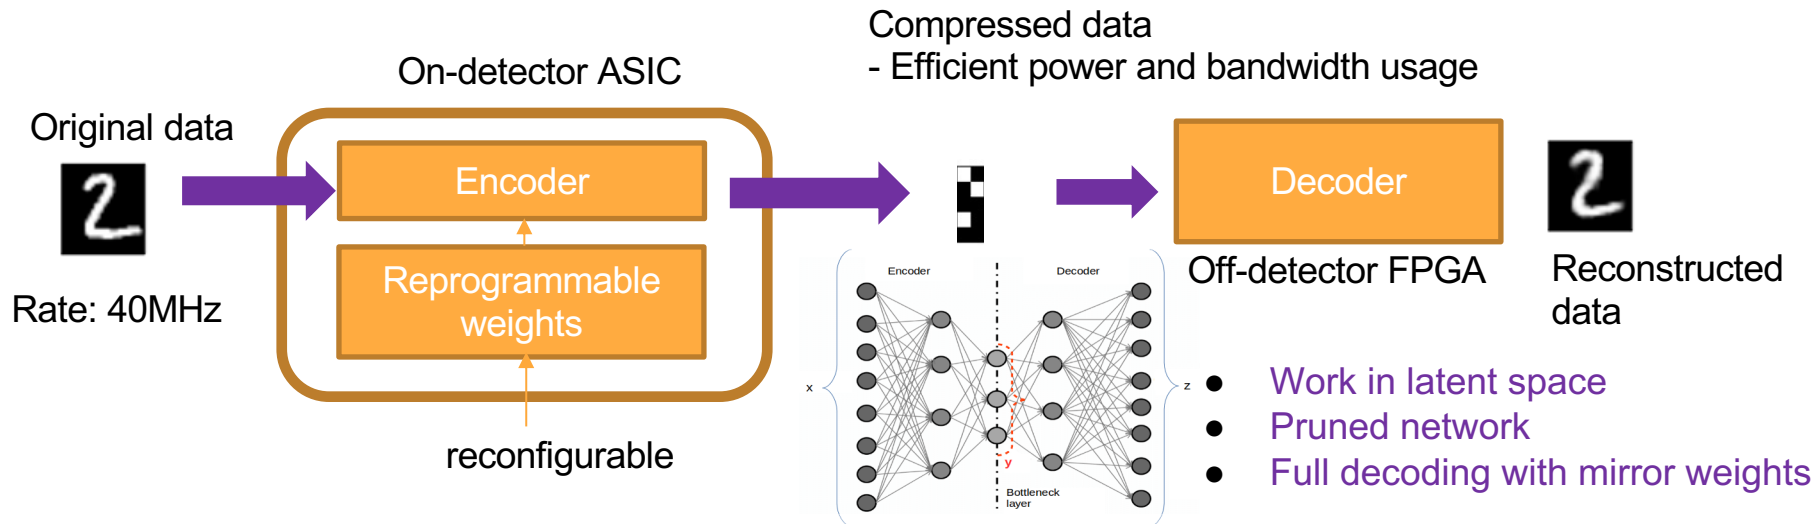 Compressed data
- Efficient power and bandwidth usage
On-detector ASIC
Original data
Encoder
Decoder
Reprogrammable
weights
Rate: 40MHz
reconfigurable
Encoder
Decoder
x
y
z
Bottleneck
layer
Off-detector FPGA
Reconstructed
data
● Work in latent space
● Pruned network
● Full decoding with mirror weights